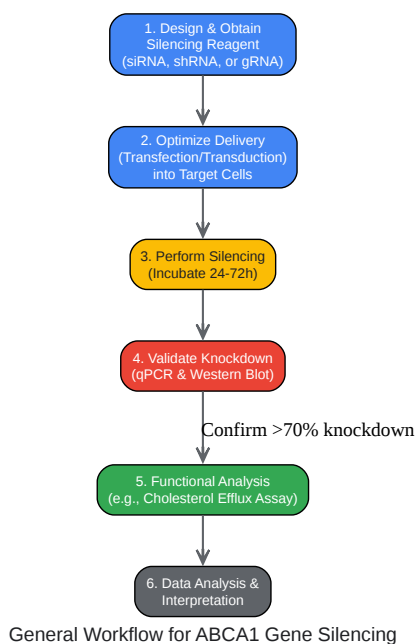 1. Design & Obtain
Silencing Reagent
(siRNA, shRNA, or gRNA)
2. Optimize Delivery
(Transfection/Transduction)
into Target Cells
3. Perform Silencing
(Incubate 24-72h)
4. Validate Knockdown
(qPCR & Western Blot)
Confirm >70% knockdown
5. Functional Analysis
(e.g., Cholesterol Efflux Assay)
6. Data Analysis &
Interpretation
General Workflow for ABCA1 Gene Silencing